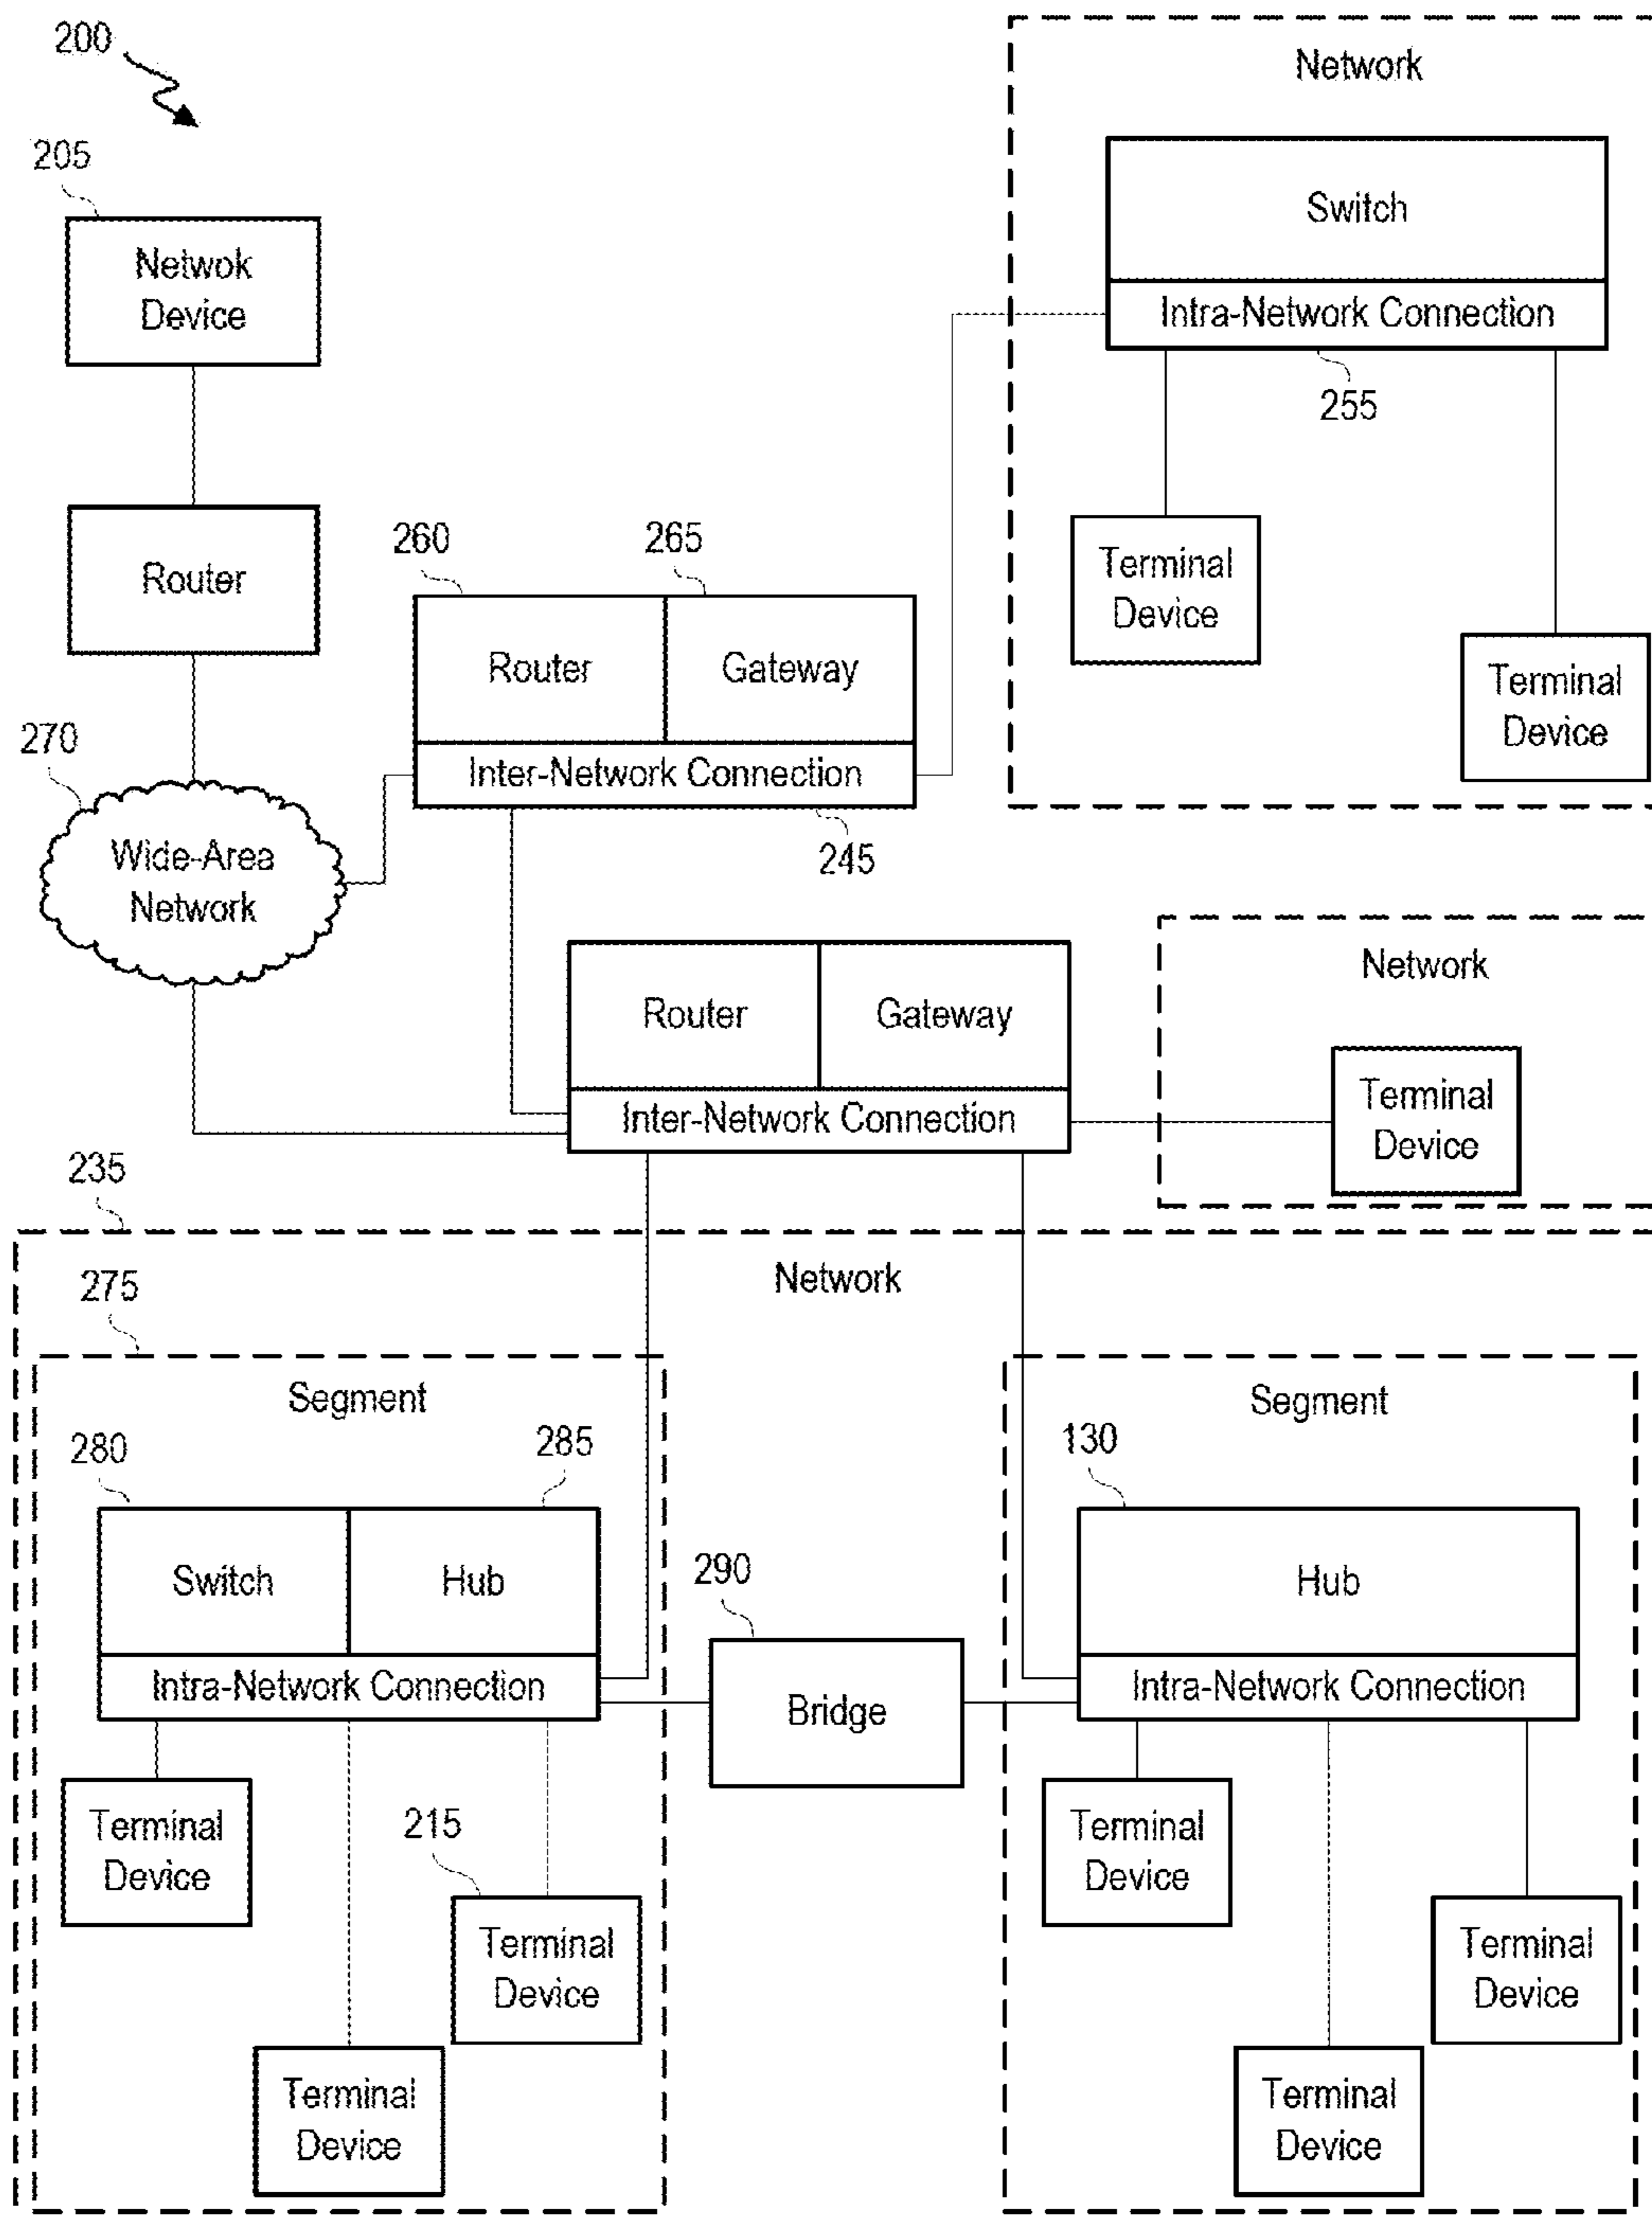 200
Network
205
Switch
Netwok
Device
Intra-Network Connection
255
Router
260
265
Terminal
Device
Router
Gateway
Terminal
Device
270
Inter-Network Connection
245
Wide-Area
Network
Network
Router
Gateway
Terminal
Device
Inter-Network Connection
235
Network
275
Segment
Segment
280
285
130
Switch
Hub
290
Hub
Intra-Network Connection
Bridge
Intra-Network Connection
Terminal
Device
215
Terminal
Device
Terminal
Device
Terminal
Device
Terminal
Device
Terminal
Device